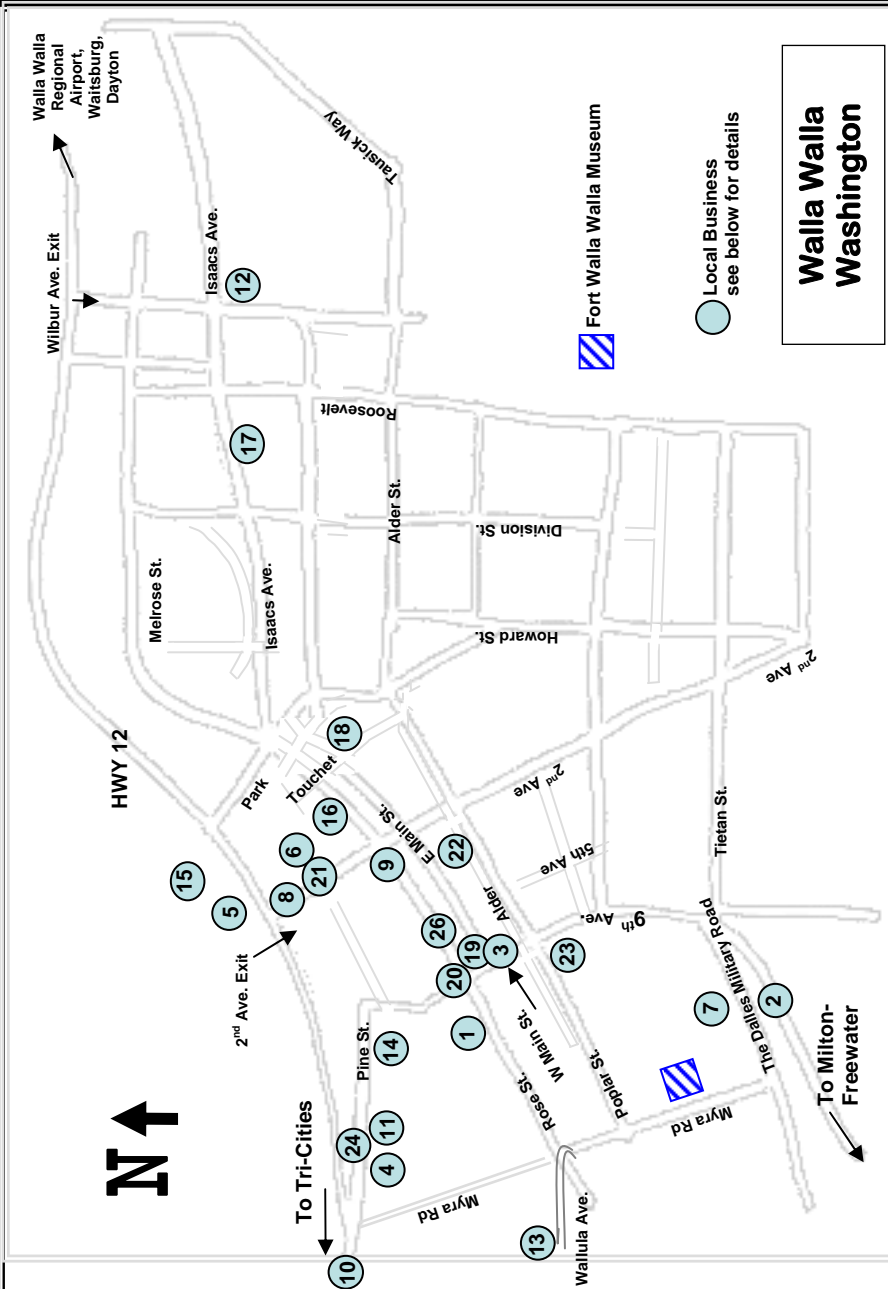 Walla Walla
Regional
Airport,
Waitsburg,
Dayton
Wilbur Ave. Exit
Isaacs Ave.
12
Tausick Way
17
Roosevelt
Melrose St.
Isaacs Ave.
Alder St.
Division St.
Howard St.
2nd Ave
HWY 12
Park
Touchet
18
16
15
5
6
21
8
9
E Main St.
22
2nd Ave
5th Ave
Tietan St.
2nd Ave. Exit
26
19
20
3
Alder
9th Ave.
23
Pine St.
14
1
W Main St.
Rose St.
Poplar St.
7
2
The Dalles Military Road
To Milton-
Freewater
Myra Rd
N
To Tri-Cities
24
11
4
10
Myra Rd
13
Wallula Ave.
Fort Walla Walla Museum
Local Business
see below for details
Walla Walla
Washington